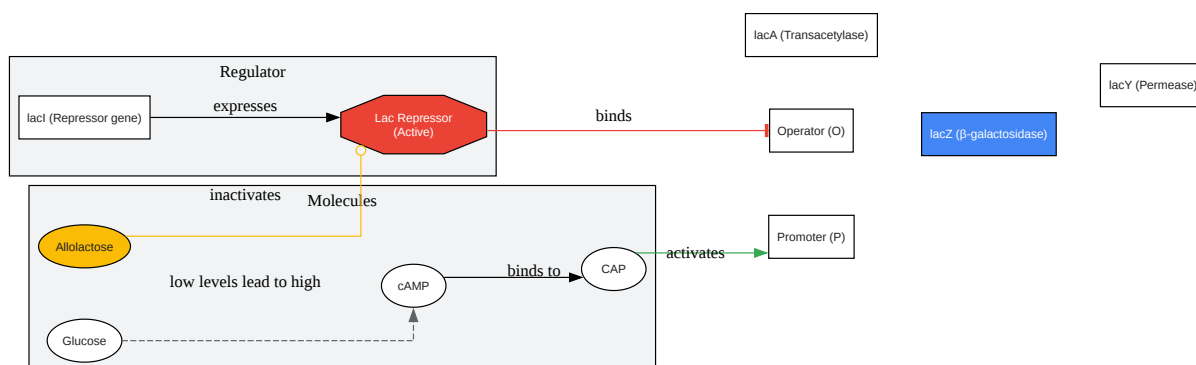 lacA (Transacetylase)
Regulator
lacY (Permease)
expresses
lacI (Repressor gene)
Lac Repressor
(Active)
binds
Operator (O)
lacZ (β-galactosidase)
inactivates
Molecules
Promoter (P)
Allolactose
activates
binds to
CAP
low levels lead to high
cAMP
Glucose